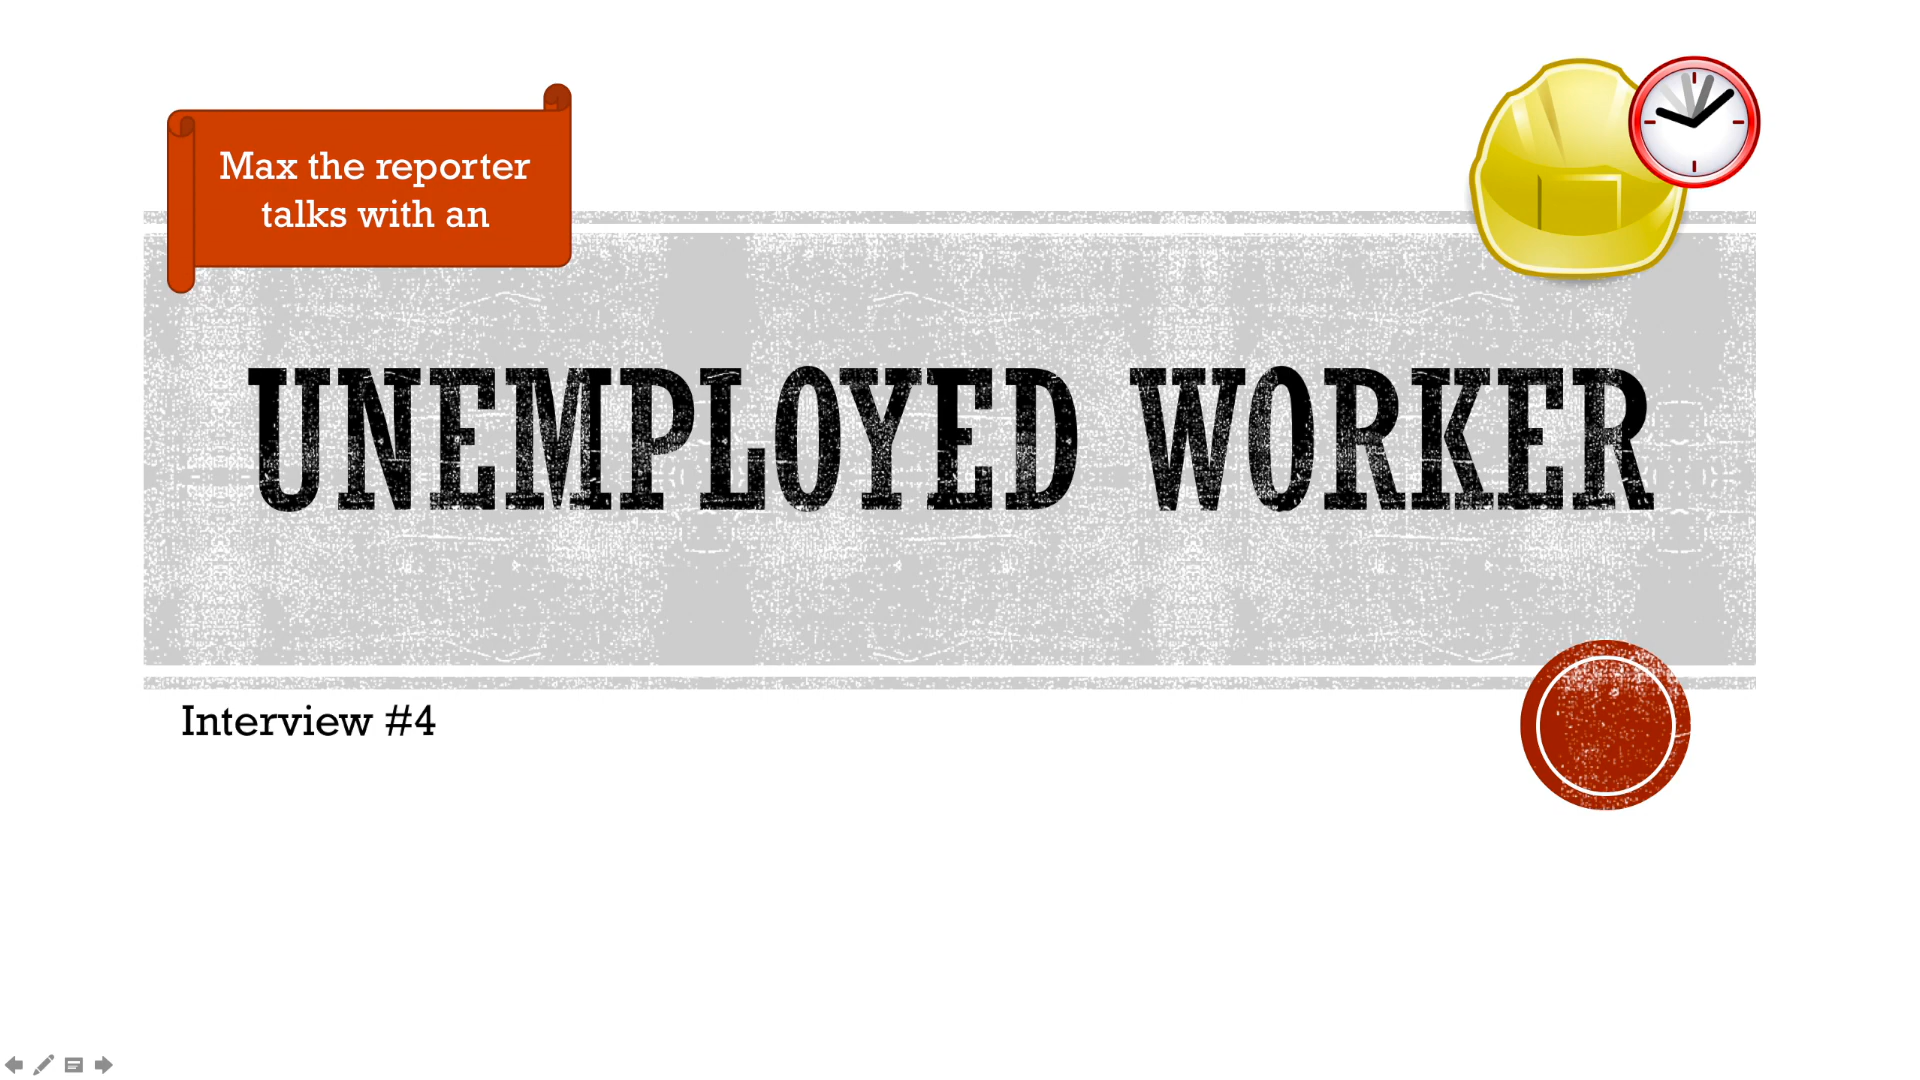 Max the reporter
talks with an
UNEMPLOYED WORKER
Interview #4